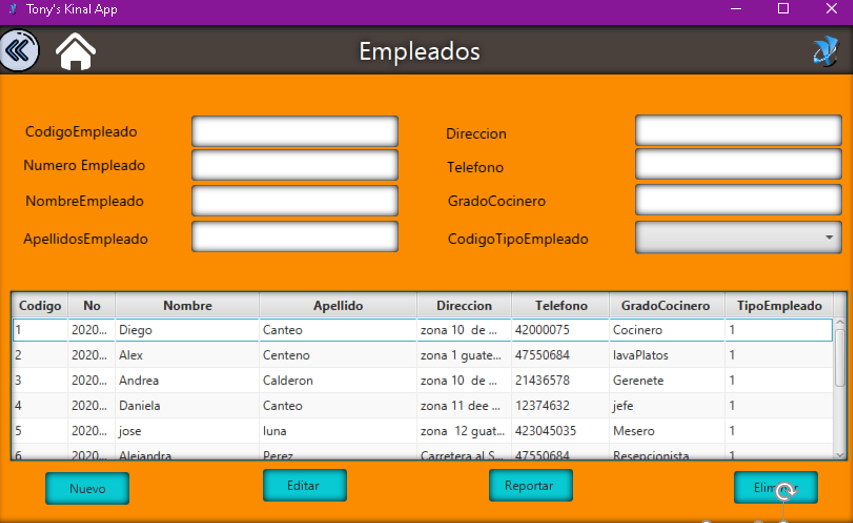 Tony's Kinal App
Empleados
CodigoEmpleado
Direccion
Numero Empleado
Telefono
NombreEmpleado
GradoCocinero
ApellidosEmpleado
CodigoTipoEmpleado
Codigo No Nombre Apellido Direccion Telefono GradoCocinero TipoEmpleado
1 2020... Diego Canteo zona 10 de ... 42000075 Cocinero 1
2 2020... Alex Centeno zona 1 guate... 47550684 lavaPlatos 1
3 2020... Andrea Calderon zona 10 de ... 21436578 Gerenete 1
4 2020... Daniela Canteo zona 11 dee ... 12374632 jefe 1
5 2020... jose luna zona 12 guat... 423045035 Mesero 1
6 2020... Alejandra Perez Carretera al S... 47550684 Resepcionista 1
Nuevo Editar Reportar Eliminar